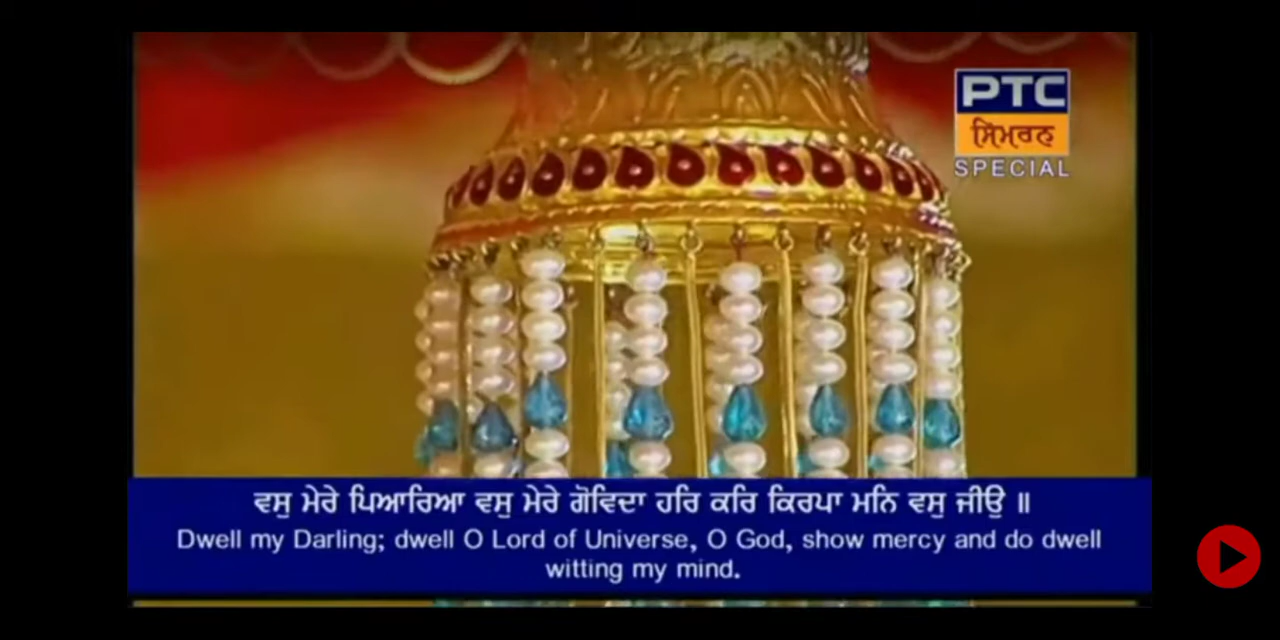 PTC
ਸਿਮਰਨ
SPECIAL
ਵਸੁ ਮੇਰੇ ਪਿਆਰਿਆ ਵਸੁ ਮੇਰੇ ਗੋਵਿਦਾ ਹਰਿ ਕਰਿ ਕਿਰਪਾ ਮਨਿ ਵਸੁ ਜੀਉ ॥
Dwell my Darling; dwell O Lord of Universe, O God, show mercy and do dwell
witting my mind.